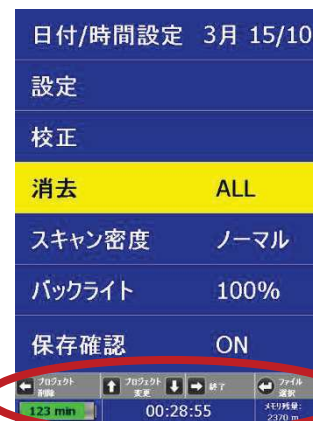 日付/時間設定 3月 15/10
設定
校正
消去 ALL
スキャン密度 ノーマル
バックライト 100%
保存確認 ON
プロジェクト 削除 プロジェクト 変更 終了 ファイル 選択
123 min 00:28:55 メモリ残量: 2370 m